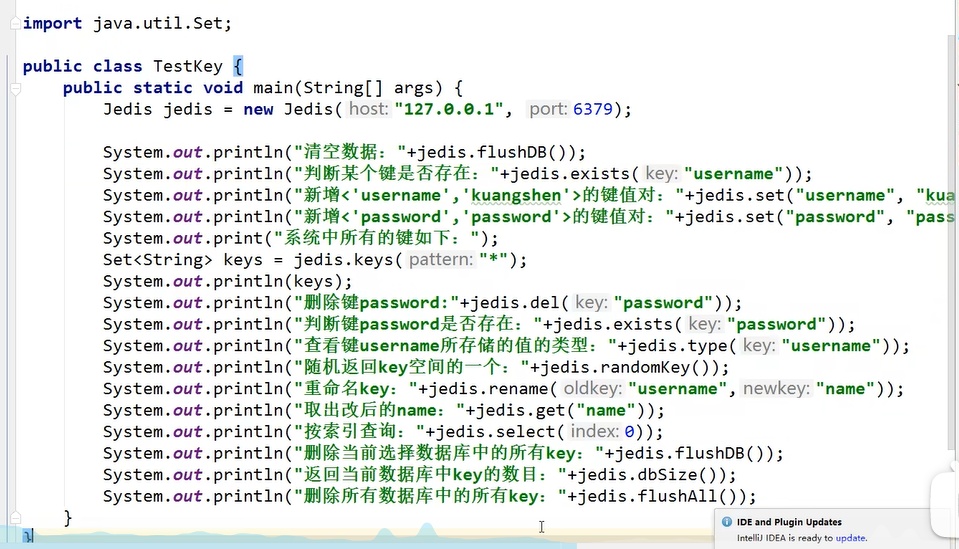 import java.util.Set;
public class TestKey {
public static void main(String[] args) {
Jedis jedis = new Jedis( host: "127.0.0.1", port: 6379);
System.out.println("清空数据："+jedis.flushDB());
System.out.println("判断某个键是否存在："+jedis.exists( key: "username"));
System.out.println("新增<'username','kuangshen'>的键值对："+jedis.set("username", "kua
System.out.println("新增<'password','password'>的键值对："+jedis.set("password", "pass
System.out.print("系统中所有的键如下：");
Set<String> keys = jedis.keys( pattern: "*");
System.out.println(keys);
System.out.println("删除键password:"+jedis.del( key: "password"));
System.out.println("判断键password是否存在："+jedis.exists( key: "password"));
System.out.println("查看键username所存储的值的类型："+jedis.type( key: "username"));
System.out.println("随机返回key空间的一个："+jedis.randomKey());
System.out.println("重命名key："+jedis.rename( oldkey: "username", newkey: "name"));
System.out.println("取出改后的name："+jedis.get("name"));
System.out.println("按索引查询："+jedis.select( index: 0));
System.out.println("删除当前选择数据库中的所有key："+jedis.flushDB());
System.out.println("返回当前数据库中key的数目："+jedis.dbSize());
System.out.println("删除所有数据库中的所有key："+jedis.flushAll());
}
}
IDE and Plugin Updates
IntelliJ IDEA is ready to update.